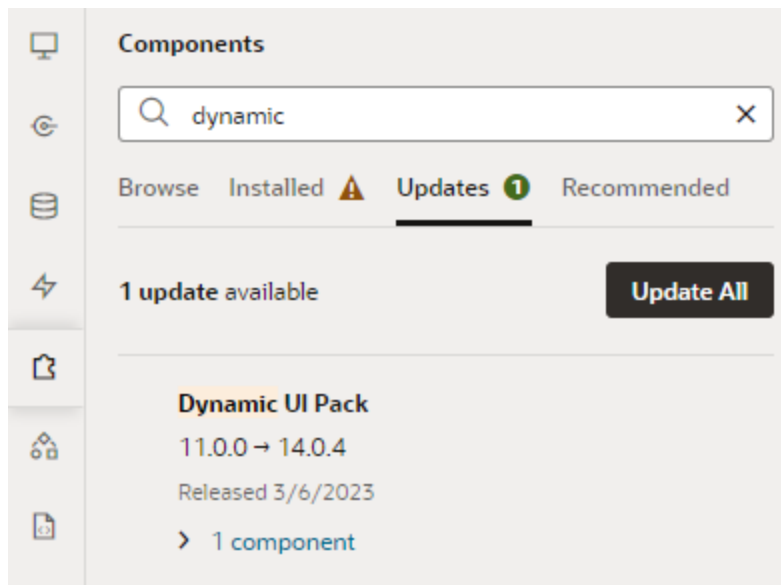 Components
dynamic
Browse Installed Updates 1 Recommended
1 update available Update All
Dynamic UI Pack
11.0.0 → 14.0.4
Released 3/6/2023
1 component